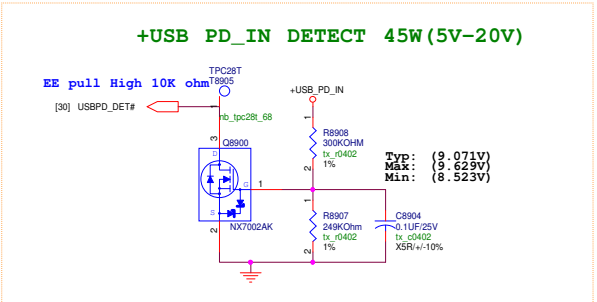 +USB PD_IN DETECT 45W(5V-20V)
TPC28T
T8905
EE pull High 10K ohm
+USB_PD_IN
[30] USBPD_DET#
1
nb_tpc28t_68
1
R8908
300KOHM
tx_r0402
1%
2
3
Q8900
D
G
1
S
NX7002AK
2
Typ: (9.071V)
Max: (9.629V)
Min: (8.523V)
1
R8907
249KOhm
tx_r0402
1%
2
C8904
0.1UF/25V
tx_c0402
X5R/+/-10%